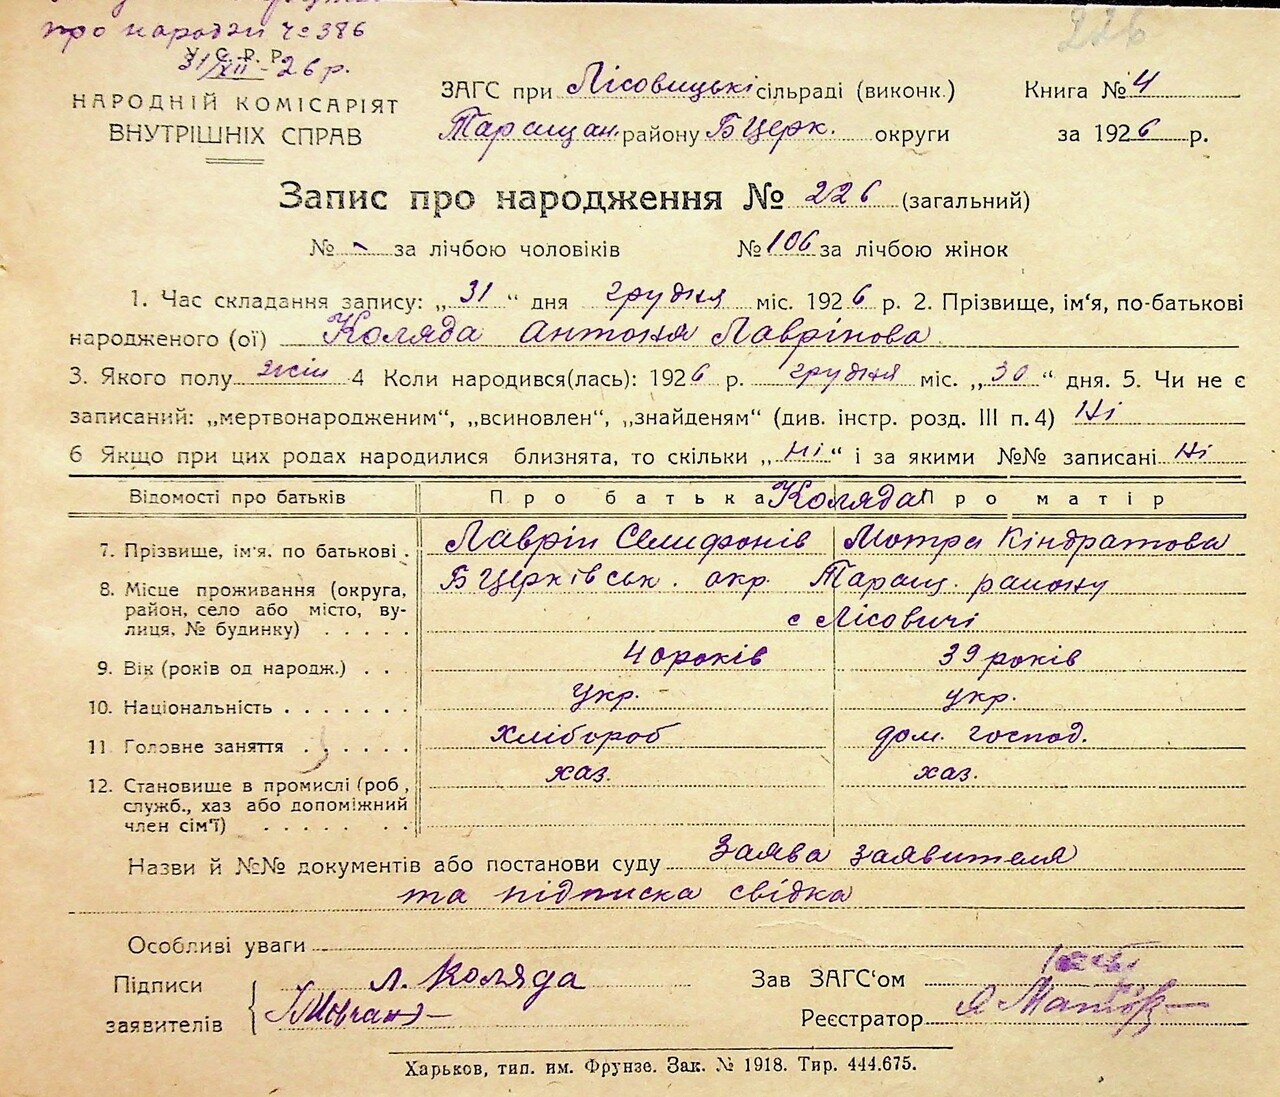 про народж № 386
У. С. Р. Р.
31/XII - 26 р.
226
НАРОДНІЙ КОМІСАРІЯТ
ВНУТРІШНІХ СПРАВ
ЗАГС при Лісовицькі сільраді (виконк.) Книга № 4
Таращан. району БЦерк. округи за 1926 р.
Запис про народження № 226 (загальний)
№ - за лічбою чоловіків № 106 за лічбою жінок
1. Час складання запису: „31“ дня грудня міс. 1926 р. 2. Прізвище, ім‘я, по-батькові
народженого (ої) Коляда Антоня Лаврінова
3. Якого полу жін 4 Коли народився(лась): 1926 р. грудня міс. „30“ дня. 5. Чи не є
записаний: „мертвонародженим“, „всиновлен“, „знайденям“ (див. інстр. розд. III п. 4) Ні
6 Якщо при цих родах народилися близнята, то скільки „ні“ і за якими №№ записані Ні
Відомості про батьків Про батька Коляда Про матір
7. Прізвище, ім‘я, по батькові . Лаврін Селифонів Мотря Кіндратова
8. Місце проживання (округа, район, село або місто, вулиця, № будинку) . . . . . БЦерківськ. окр. Таращ. району
с Лісовичі
9. Вік (років од народж.) . . 40 років 39 років
10. Національність . . . . . . . укр. укр.
11 Головне заняття . . . . . . хлібороб дом. господ.
12. Становище в промислі (роб., хаз. хаз.
служб., хаз або допоміжний
член сім‘ї) . . . . . . .
Назви й №№ документів або постанови суду Заява заявителя
та підписка свідка
Особливі уваги
Підписи Л. Коляда Зав ЗАГС‘ом
заявителів Мовчан Реєстратор
Харьков, тип. им. Фрунзе. Зак. № 1918. Тир. 444.675.